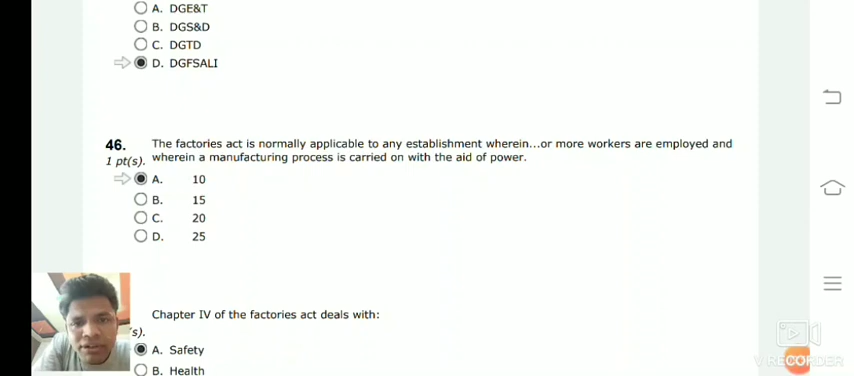 A. DGE&T
B. DGS&D
C. DGTD
D. DGFSALI
46. The factories act is normally applicable to any establishment wherein...or more workers are employed and
1 pt(s). wherein a manufacturing process is carried on with the aid of power.
A. 10
B. 15
C. 20
D. 25
Chapter IV of the factories act deals with:
s).
A. Safety
B. Health
V RECORDER